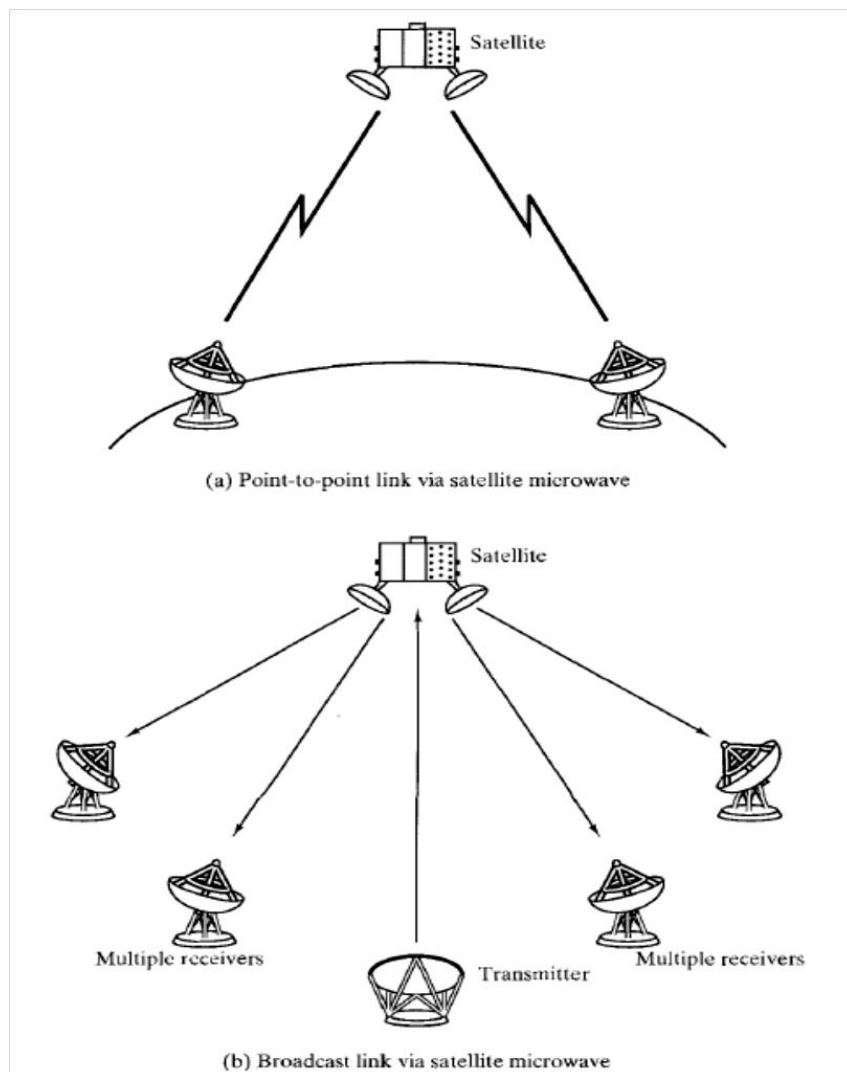 Satellite
(a) Point-to-point link via satellite microwave
Satellite
Multiple receivers
Multiple receivers
Transmitter
(b) Broadcast link via satellite microwave